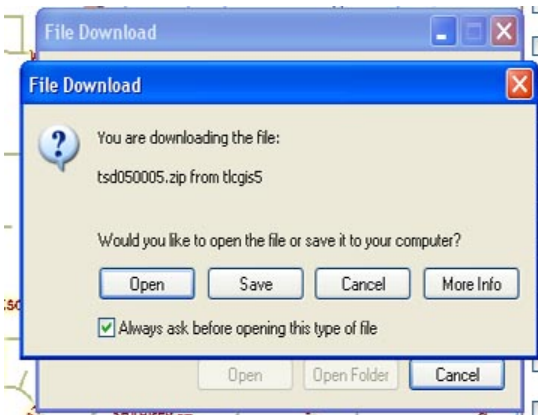 File Download
File Download
You are downloading the file:
tsd050005.zip from tlcgis5
Would you like to open the file or save it to your computer?
Open Save Cancel More Info
Always ask before opening this type of file
Open Open Folder Cancel